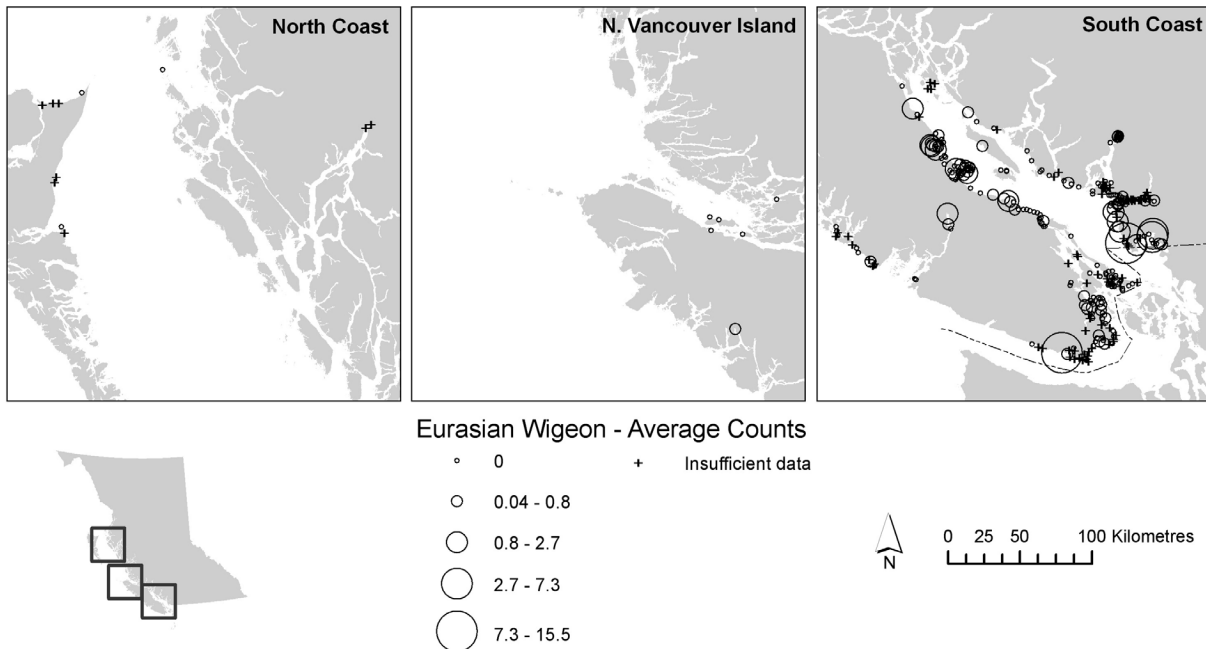 North Coast
N. Vancouver Island
South Coast
Eurasian Wigeon - Average Counts
0
Insufficient data
0.04 - 0.8
0.8 - 2.7
2.7 - 7.3
7.3 - 15.5
N
0 25 50 100 Kilometres